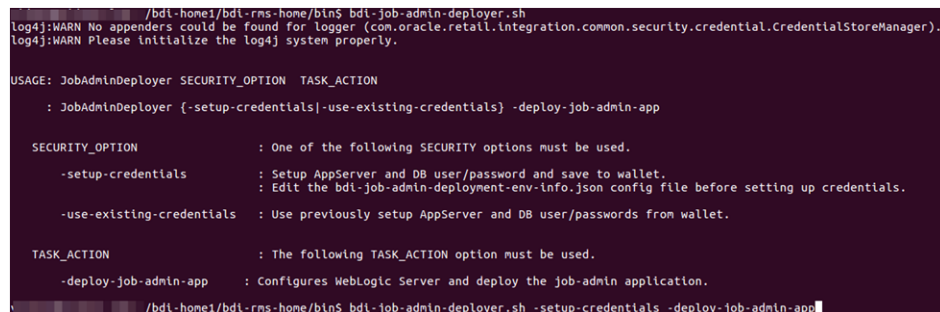 /bdi-home1/bdi-rms-home/bin$ bdi-job-admin-deployer.sh
log4j:WARN No appenders could be found for logger (com.oracle.retail.integration.common.security.credential.CredentialStoreManager).
log4j:WARN Please initialize the log4j system properly.
USAGE: JobAdminDeployer SECURITY_OPTION TASK_ACTION
: JobAdminDeployer {-setup-credentials|-use-existing-credentials} -deploy-job-admin-app
SECURITY_OPTION : One of the following SECURITY options must be used.
-setup-credentials : Setup AppServer and DB user/password and save to wallet.
: Edit the bdi-job-admin-deployment-env-info.json config file before setting up credentials.
-use-existing-credentials : Use previously setup AppServer and DB user/passwords from wallet.
TASK_ACTION : The following TASK_ACTION option must be used.
-deploy-job-admin-app : Configures WebLogic Server and deploy the job-admin application.
/bdi-home1/bdi-rms-home/bin$ bdi-job-admin-deployer.sh -setup-credentials -deploy-job-admin-app